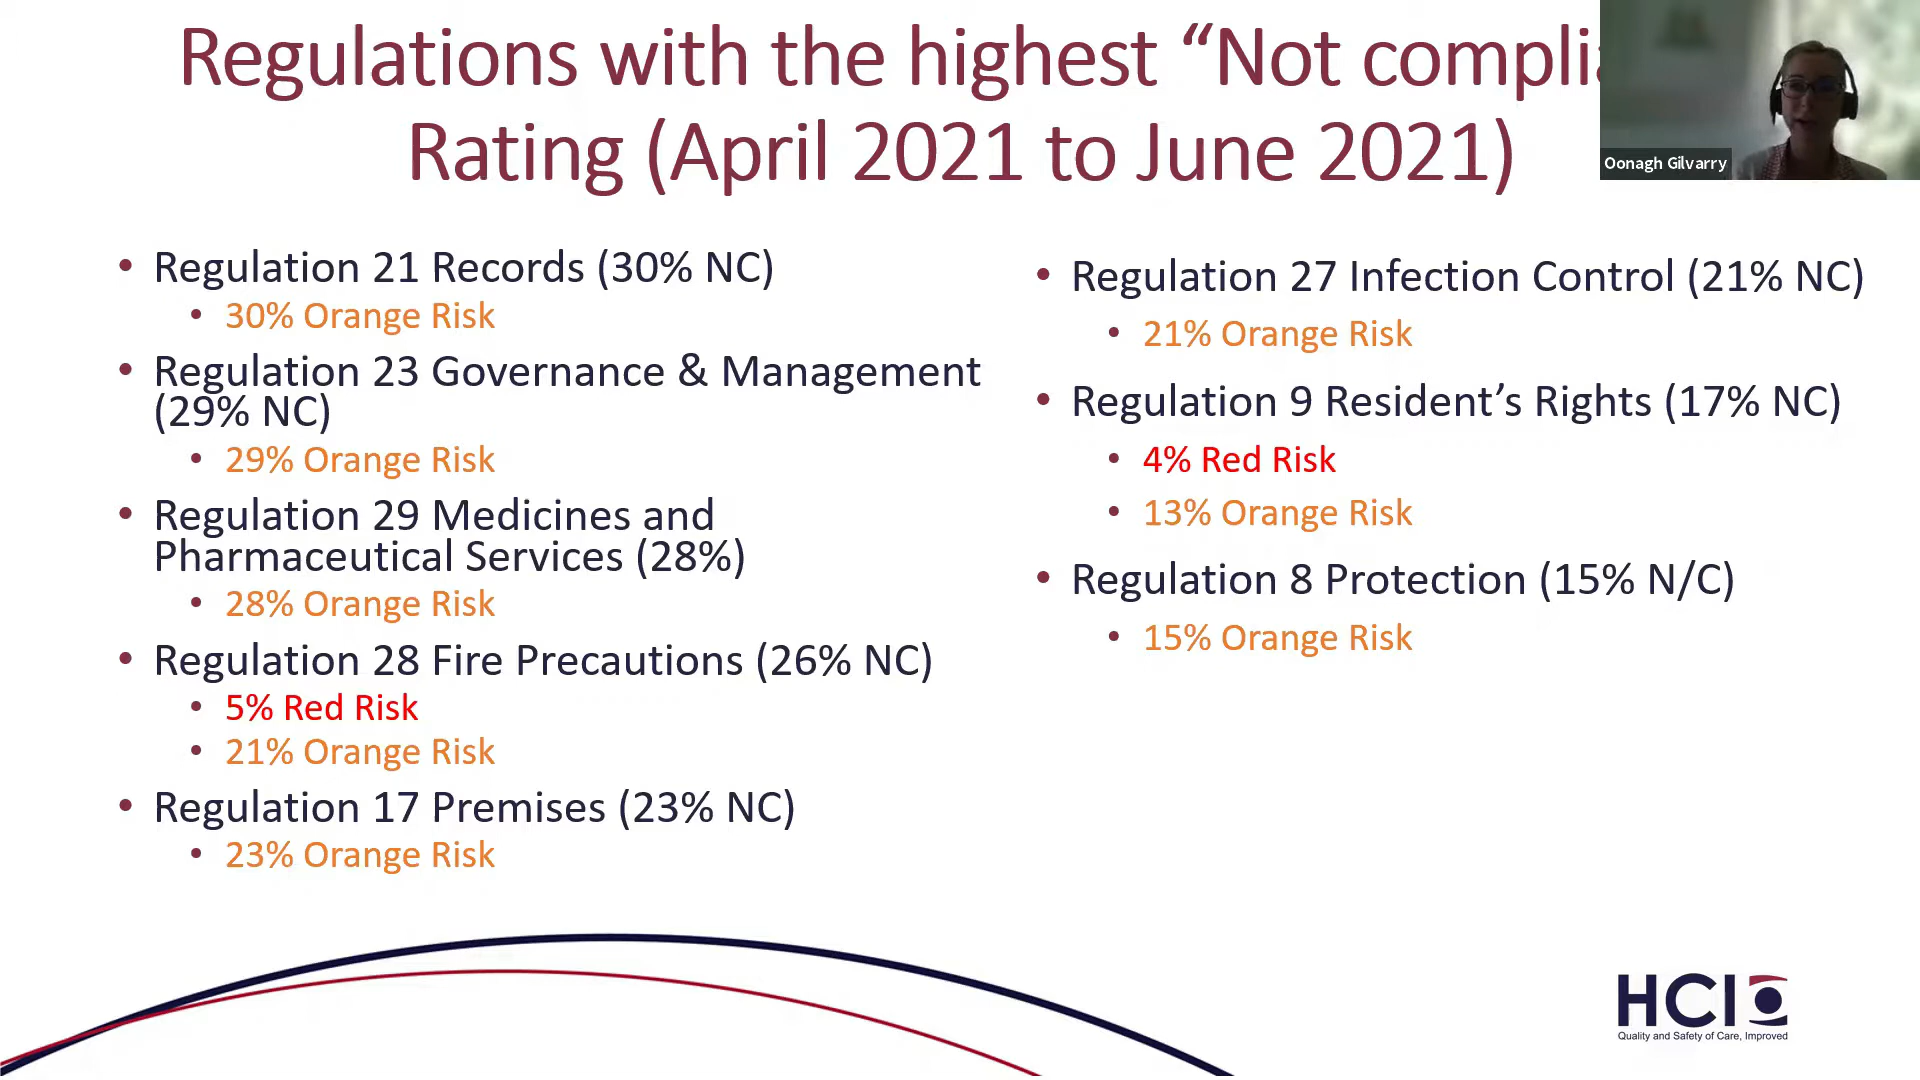 Regulations with the highest “Not compli
Rating (April 2021 to June 2021)
Oonagh Gilvarry
• Regulation 21 Records (30% NC)
• 30% Orange Risk
• Regulation 23 Governance & Management
(29% NC)
• 29% Orange Risk
• Regulation 29 Medicines and
Pharmaceutical Services (28%)
• 28% Orange Risk
• Regulation 28 Fire Precautions (26% NC)
• 5% Red Risk
• 21% Orange Risk
• Regulation 17 Premises (23% NC)
• 23% Orange Risk
• Regulation 27 Infection Control (21% NC)
• 21% Orange Risk
• Regulation 9 Resident’s Rights (17% NC)
• 4% Red Risk
• 13% Orange Risk
• Regulation 8 Protection (15% N/C)
• 15% Orange Risk
HCI
Quality and Safety of Care, Improved